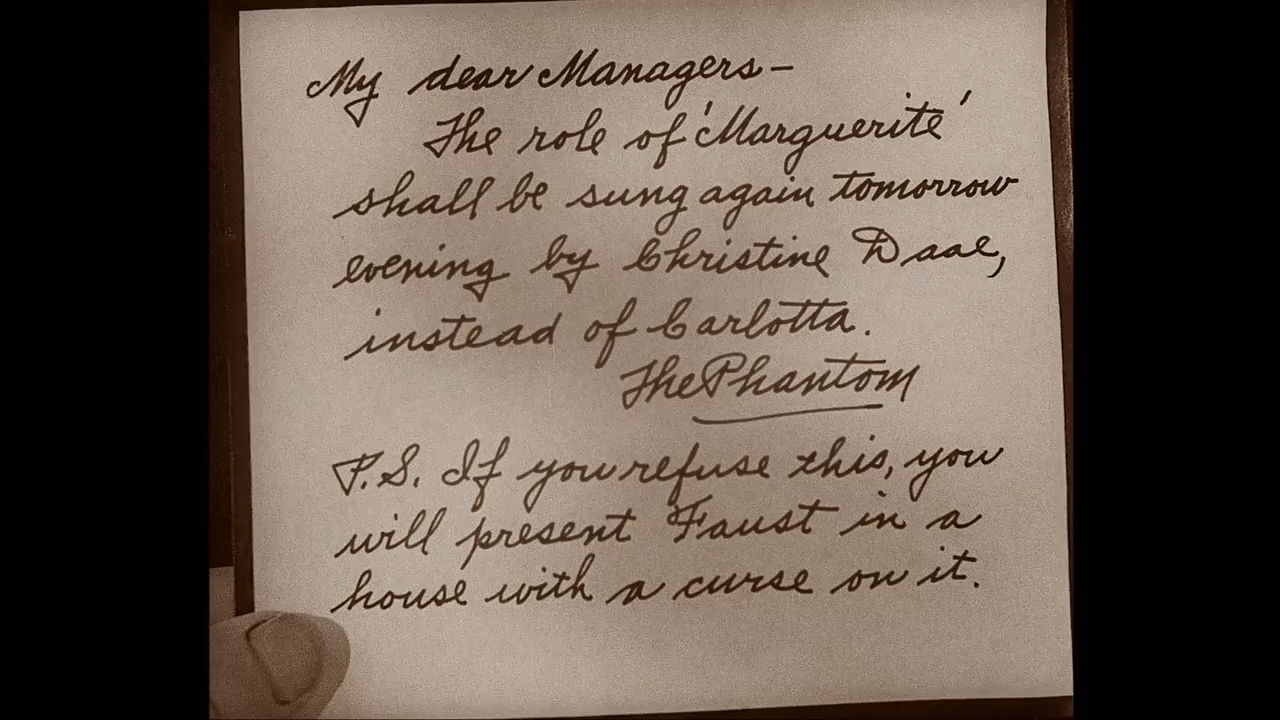 My dear Managers—
The role of 'Marguerite'
shall be sung again tomorrow
evening by Christine Daae,
instead of Carlotta.
The Phantom
P.S. If you refuse this, you
will present Faust in a
house with a curse on it.